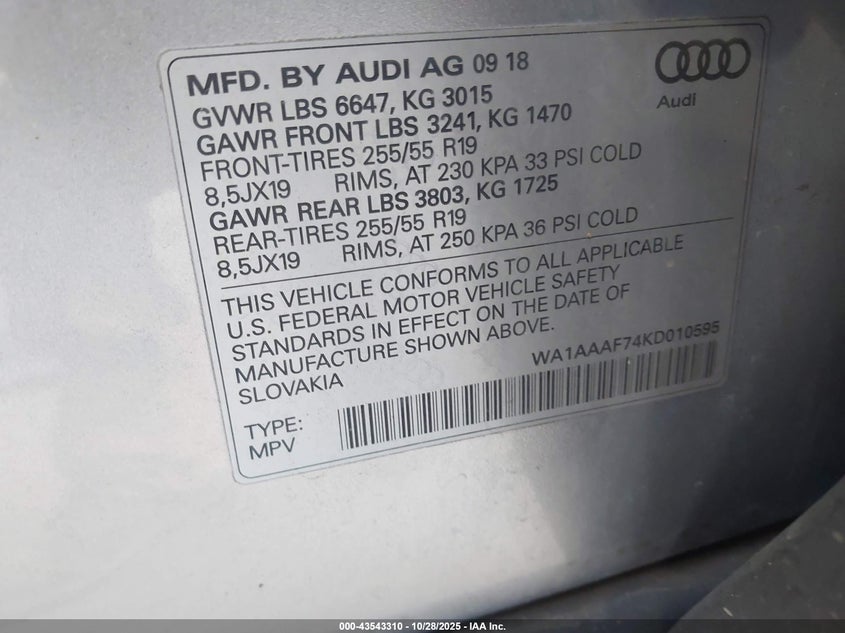 MFD. BY AUDI AG 09 18
GVWR LBS 6647, KG 3015
GAWR FRONT LBS 3241, KG 1470
FRONT-TIRES 255/55 R19
8,5JX19 RIMS, AT 230 KPA 33 PSI COLD
GAWR REAR LBS 3803, KG 1725
REAR-TIRES 255/55 R19
8,5JX19 RIMS, AT 250 KPA 36 PSI COLD
Audi
THIS VEHICLE CONFORMS TO ALL APPLICABLE
U.S. FEDERAL MOTOR VEHICLE SAFETY
STANDARDS IN EFFECT ON THE DATE OF
MANUFACTURE SHOWN ABOVE.
SLOVAKIA
WA1AAAF74KD010595
TYPE:
MPV
000-43543310 - 10/28/2025 - IAA Inc.